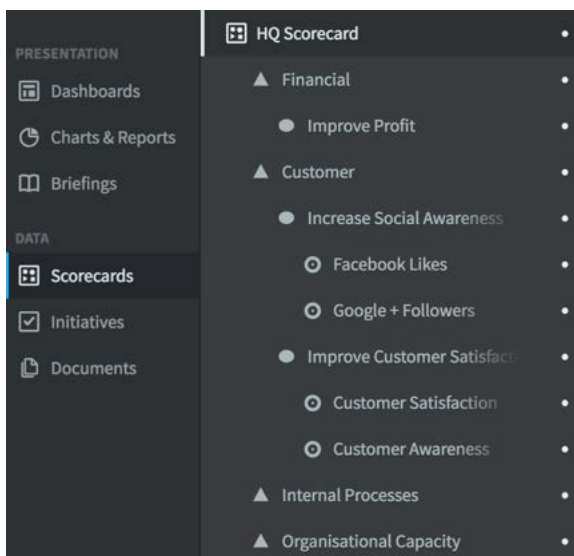 PRESENTATION
Dashboards
Charts & Reports
Briefings
DATA
Scorecards
Initiatives
Documents
HQ Scorecard
Financial
Improve Profit
Customer
Increase Social Awareness
Facebook Likes
Google + Followers
Improve Customer Satisfact
Customer Satisfaction
Customer Awareness
Internal Processes
Organisational Capacity